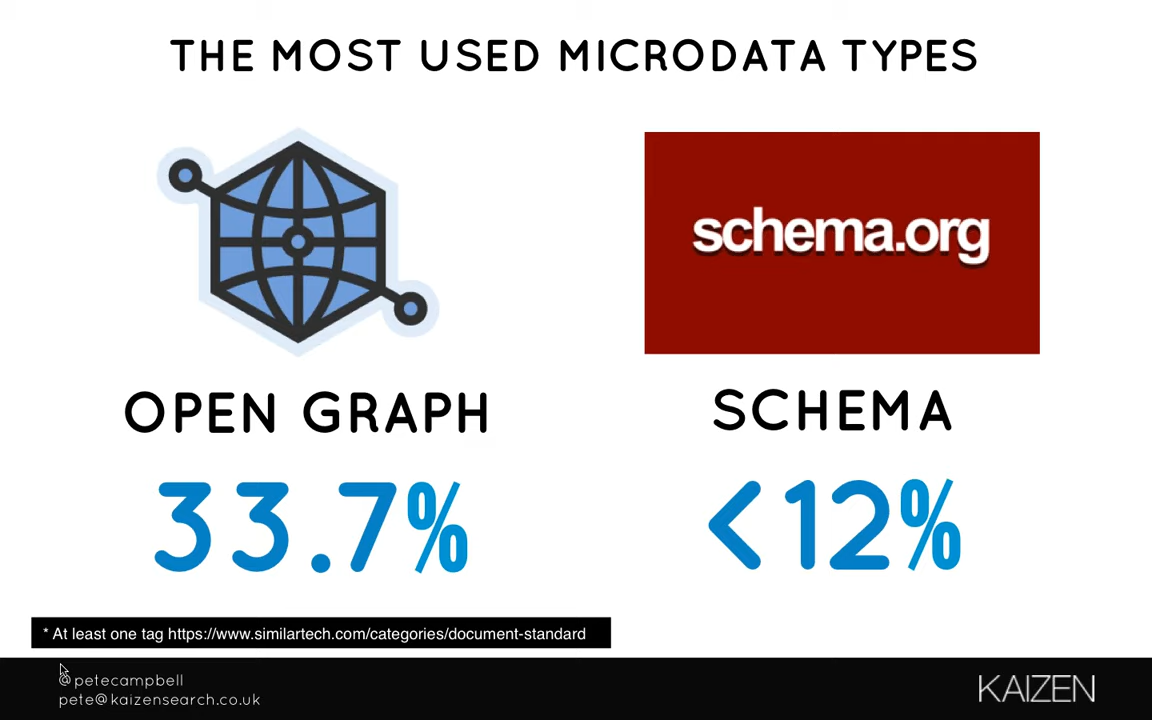 THE MOST USED MICRODATA TYPES
schema.org
OPEN GRAPH
SCHEMA
33.7%
<12%
* At least one tag https://www.similartech.com/categories/document-standard
@petecampbell
pete@kaizensearch.co.uk
KAIZEN